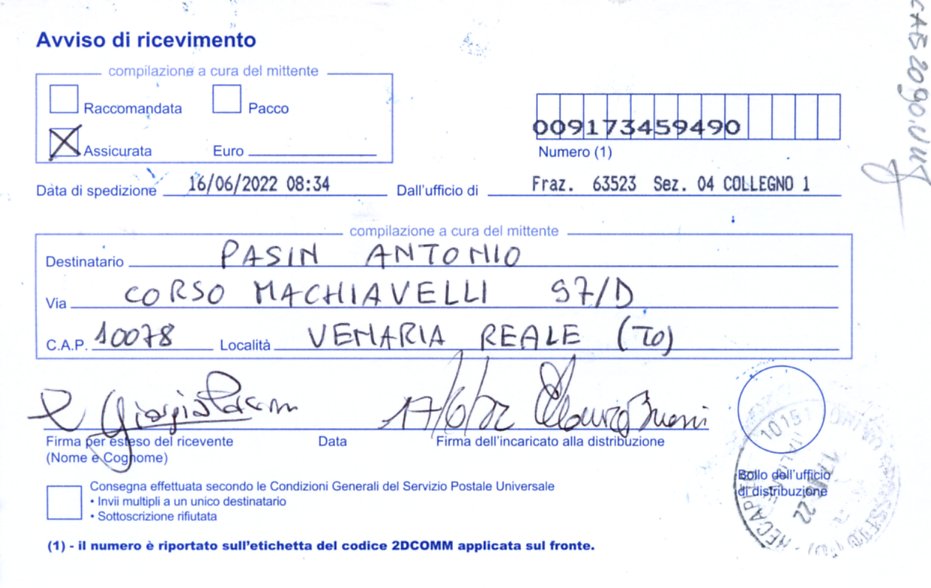 Avviso di ricevimento
compilazione a cura del mittente
Raccomandata Pacco
Assicurata Euro
009173459490
Numero (1)
Data di spedizione 16/06/2022 08:34 Dall'ufficio di Fraz. 63523 Sez. 04 COLLEGNO 1
compilazione a cura del mittente
Destinatario PASIN ANTONIO
Via CORSO MACHIAVELLI 97/D
C.A.P. 10078 Località VENARIA REALE (TO)
17/6/22
Firma per esteso del ricevente Data Firma dell'incaricato alla distribuzione
(Nome e Cognome)
Bollo dell'ufficio
di distribuzione
Consegna effettuata secondo le Condizioni Generali del Servizio Postale Universale
• Invii multipli a un unico destinatario
• Sottoscrizione rifiutata
(1) - il numero è riportato sull'etichetta del codice 2DCOMM applicata sul fronte.